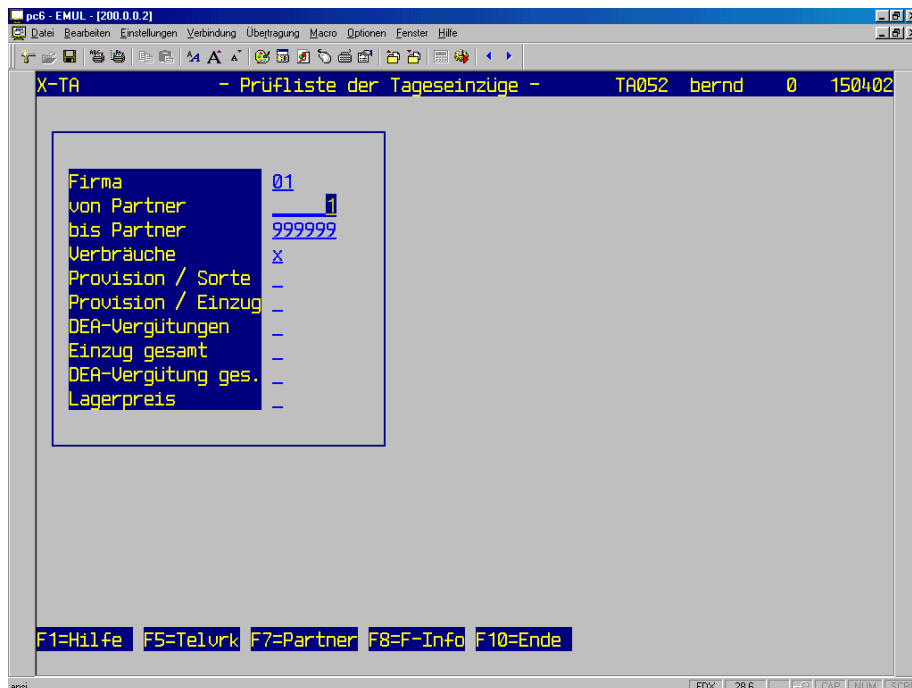 pc6 - EMUL - [200.0.0.2]
Datei Bearbeiten Einstellungen Verbindung Übertragung Macro Optionen Fenster Hilfe
X-TA - Prüfliste der Tageseinzüge - TA052 bernd 0 150402
Firma 01
von Partner 1
bis Partner 999999
Verbräuche x
Provision / Sorte _
Provision / Einzug _
DEA-Vergütungen _
Einzug gesamt _
DEA-Vergütung ges. _
Lagerpreis _
F1=Hilfe F5=Telvrk F7=Partner F8=F-Info F10=Ende
ansi FDX 28,6 CAP NUM